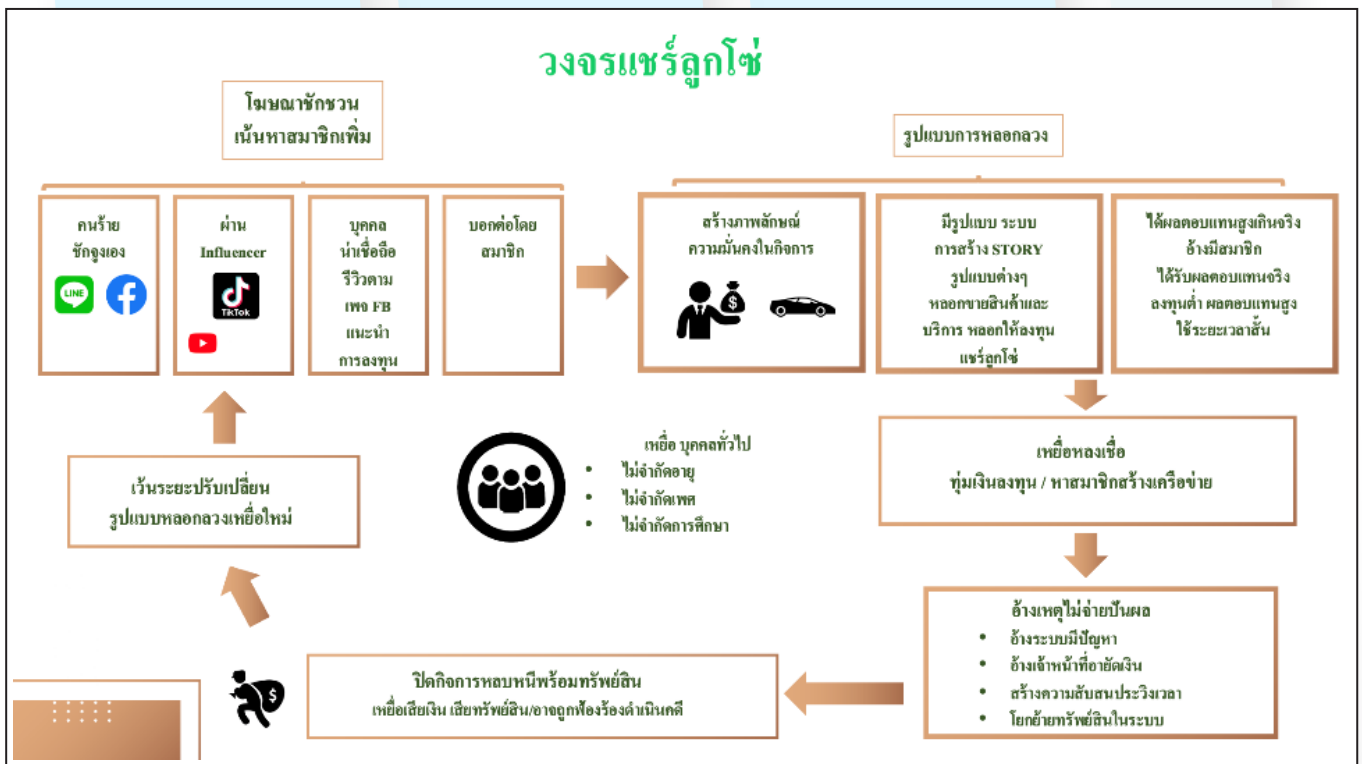 วงจรแชร์ลูกโซ่
โฆษณาชักชวน
เน้นหาสมาชิกเพิ่ม
คนร้าย
ชักจูงเอง
LINE
ผ่าน
Influencer
TikTok
บุคคล
น่าเชื่อถือ
รีวิวตาม
เพจ FB
แนะนำ
การลงทุน
บอกต่อโดย
สมาชิก
รูปแบบการหลอกลวง
สร้างภาพลักษณ์
ความมั่นคงในกิจการ
$
มีรูปแบบ ระบบ
การสร้าง STORY
รูปแบบต่างๆ
หลอกขายสินค้าและ
บริการ หลอกให้ลงทุน
แชร์ลูกโซ่
ได้ผลตอบแทนสูงเกินจริง
อ้างมีสมาชิก
ได้รับผลตอบแทนจริง
ลงทุนต่ำ ผลตอบแทนสูง
ใช้ระยะเวลาสั้น
เหยื่อหลงเชื่อ
ทุ่มเงินลงทุน / หาสมาชิกสร้างเครือข่าย
เหยื่อ บุคคลทั่วไป
• ไม่จำกัดอายุ
• ไม่จำกัดเพศ
• ไม่จำกัดการศึกษา
อ้างเหตุไม่จ่ายปันผล
• อ้างระบบมีปัญหา
• อ้างเจ้าหน้าที่อายัดเงิน
• สร้างความสับสนประวิงเวลา
• โยกย้ายทรัพย์สินในระบบ
ปิดกิจการหลบหนีพร้อมทรัพย์สิน
เหยื่อเสียเงิน เสียทรัพย์สิน/อาจถูกฟ้องร้องดำเนินคดี
$
เว้นระยะปรับเปลี่ยน
รูปแบบหลอกลวงเหยื่อใหม่